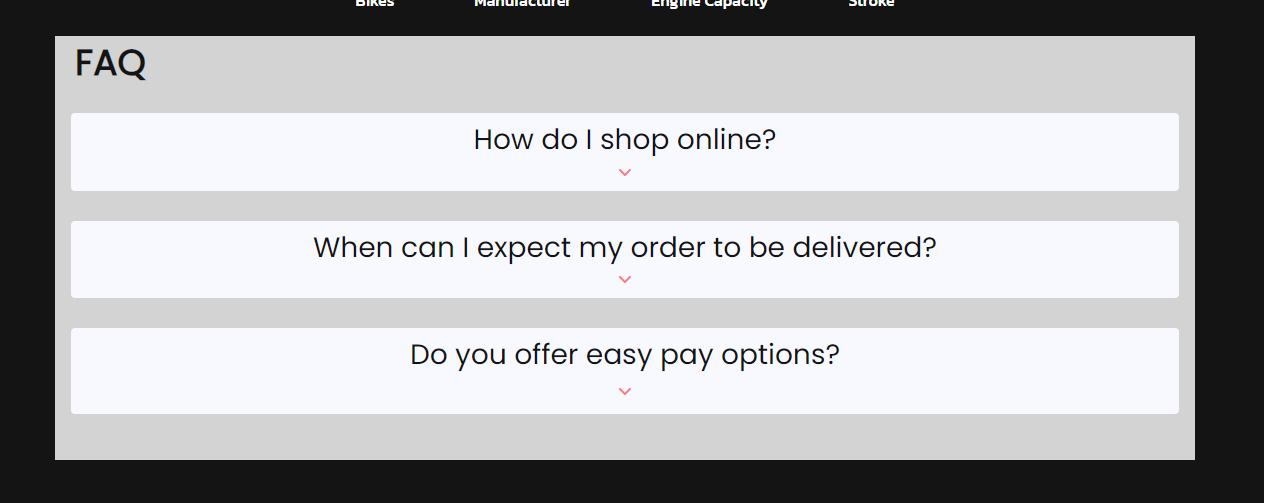 Bikes Manufacturer Engine Capacity Stroke
FAQ
How do I shop online?
When can I expect my order to be delivered?
Do you offer easy pay options?